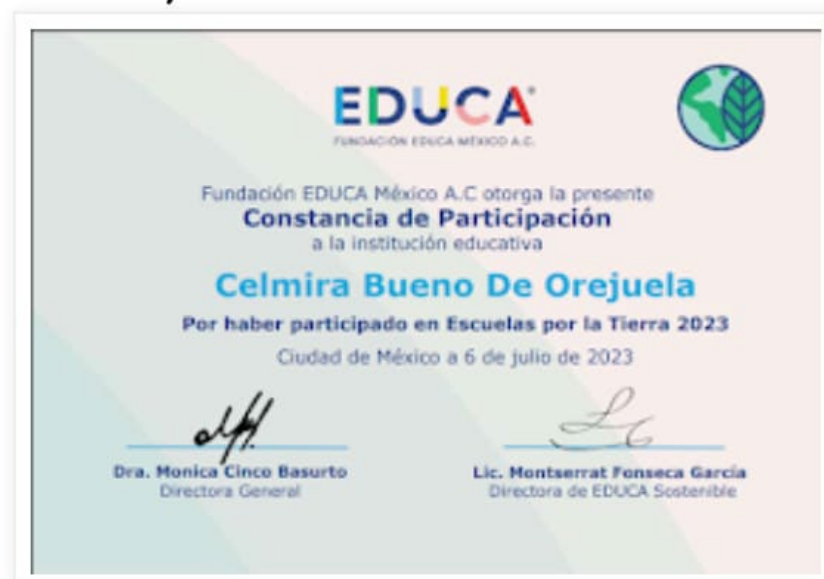 EDUCA
FUNDACIÓN EDUCA MÉXICO A.C.
Fundación EDUCA México A.C otorga la presente
Constancia de Participación
a la institución educativa
Celmira Bueno De Orejuela
Por haber participado en Escuelas por la Tierra 2023
Ciudad de México a 6 de julio de 2023
Dra. Monica Cinco Basurto
Directora General
Lic. Montserrat Fonseca García
Directora de EDUCA Sostenible